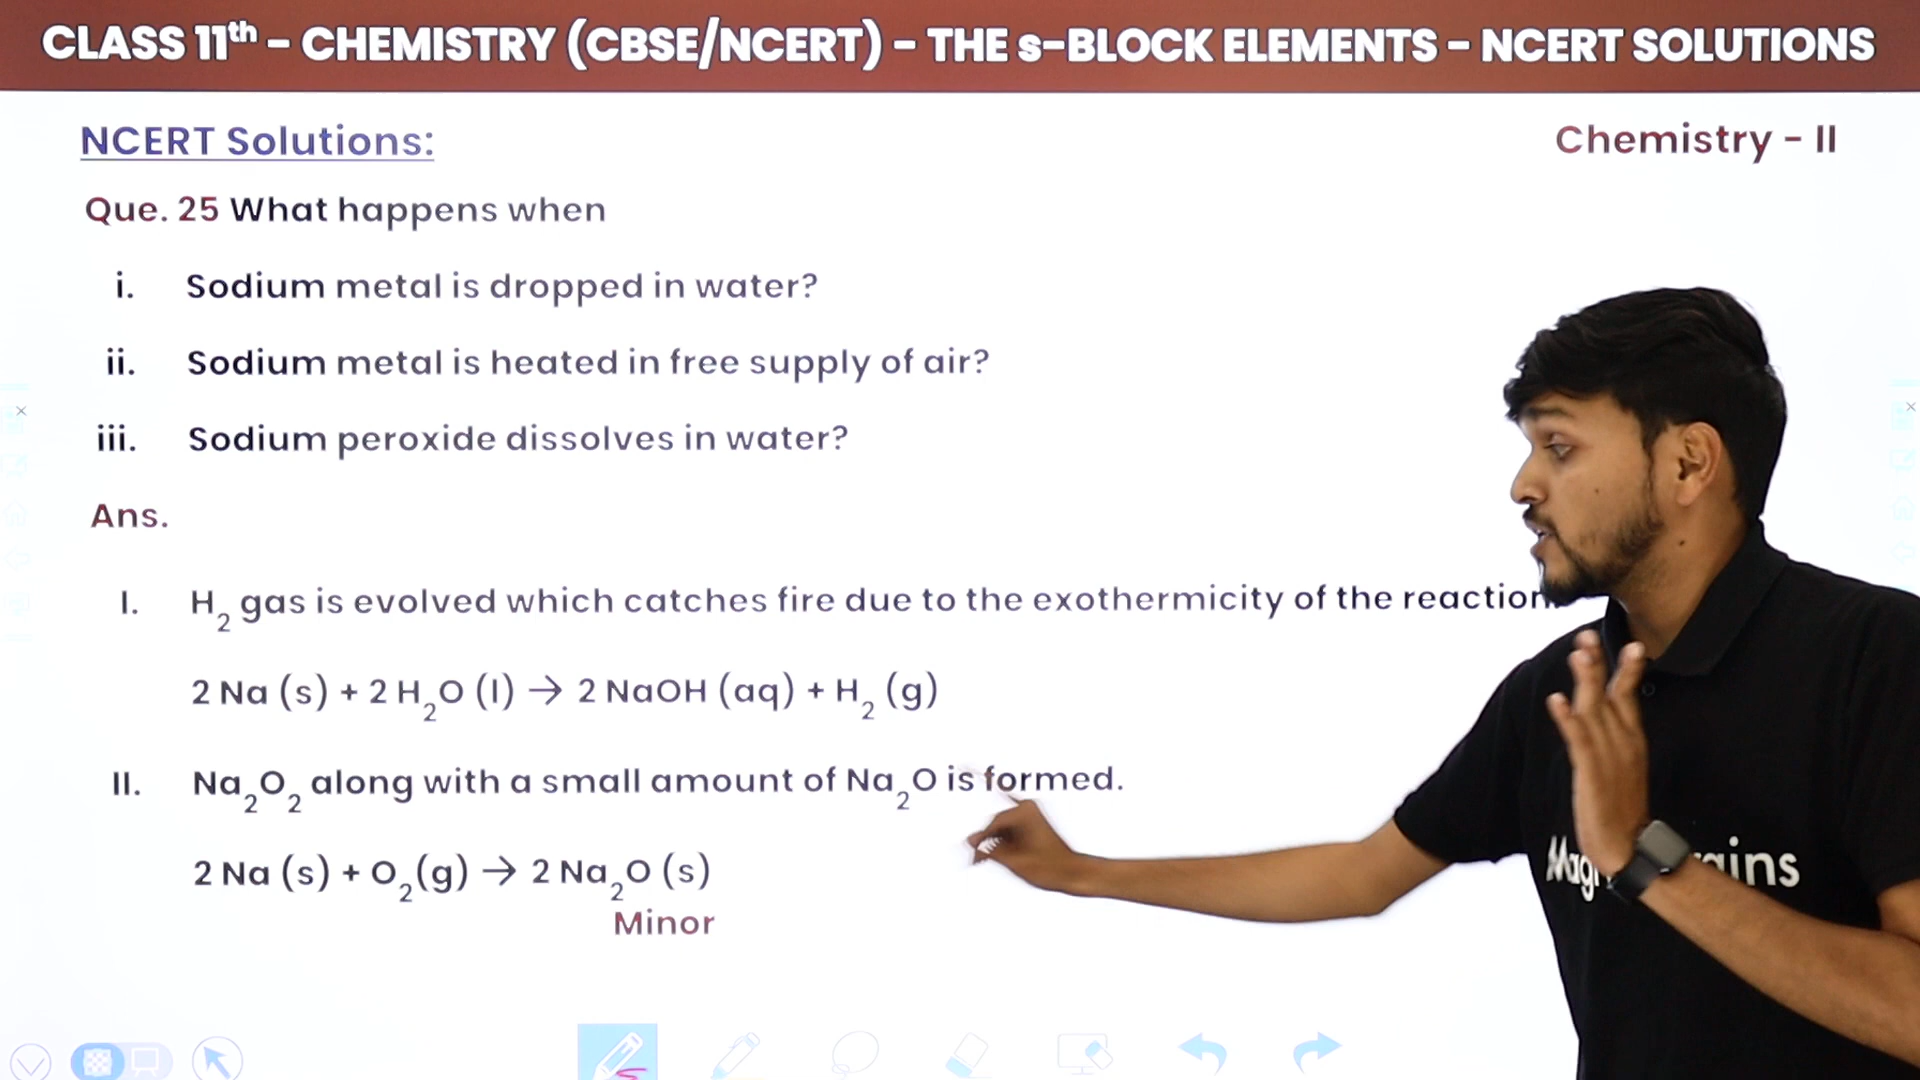 CLASS 11th – CHEMISTRY (CBSE/NCERT) – THE s–BLOCK ELEMENTS – NCERT SOLUTIONS
NCERT Solutions:
Chemistry - II
Que. 25 What happens when
i. Sodium metal is dropped in water?
ii. Sodium metal is heated in free supply of air?
iii. Sodium peroxide dissolves in water?
Ans.
I. H₂ gas is evolved which catches fire due to the exothermicity of the reaction.
2 Na (s) + 2 H₂O (l) → 2 NaOH (aq) + H₂ (g)
II. Na₂O₂ along with a small amount of Na₂O is formed.
2 Na (s) + O₂(g) → 2 Na₂O (s)
Minor